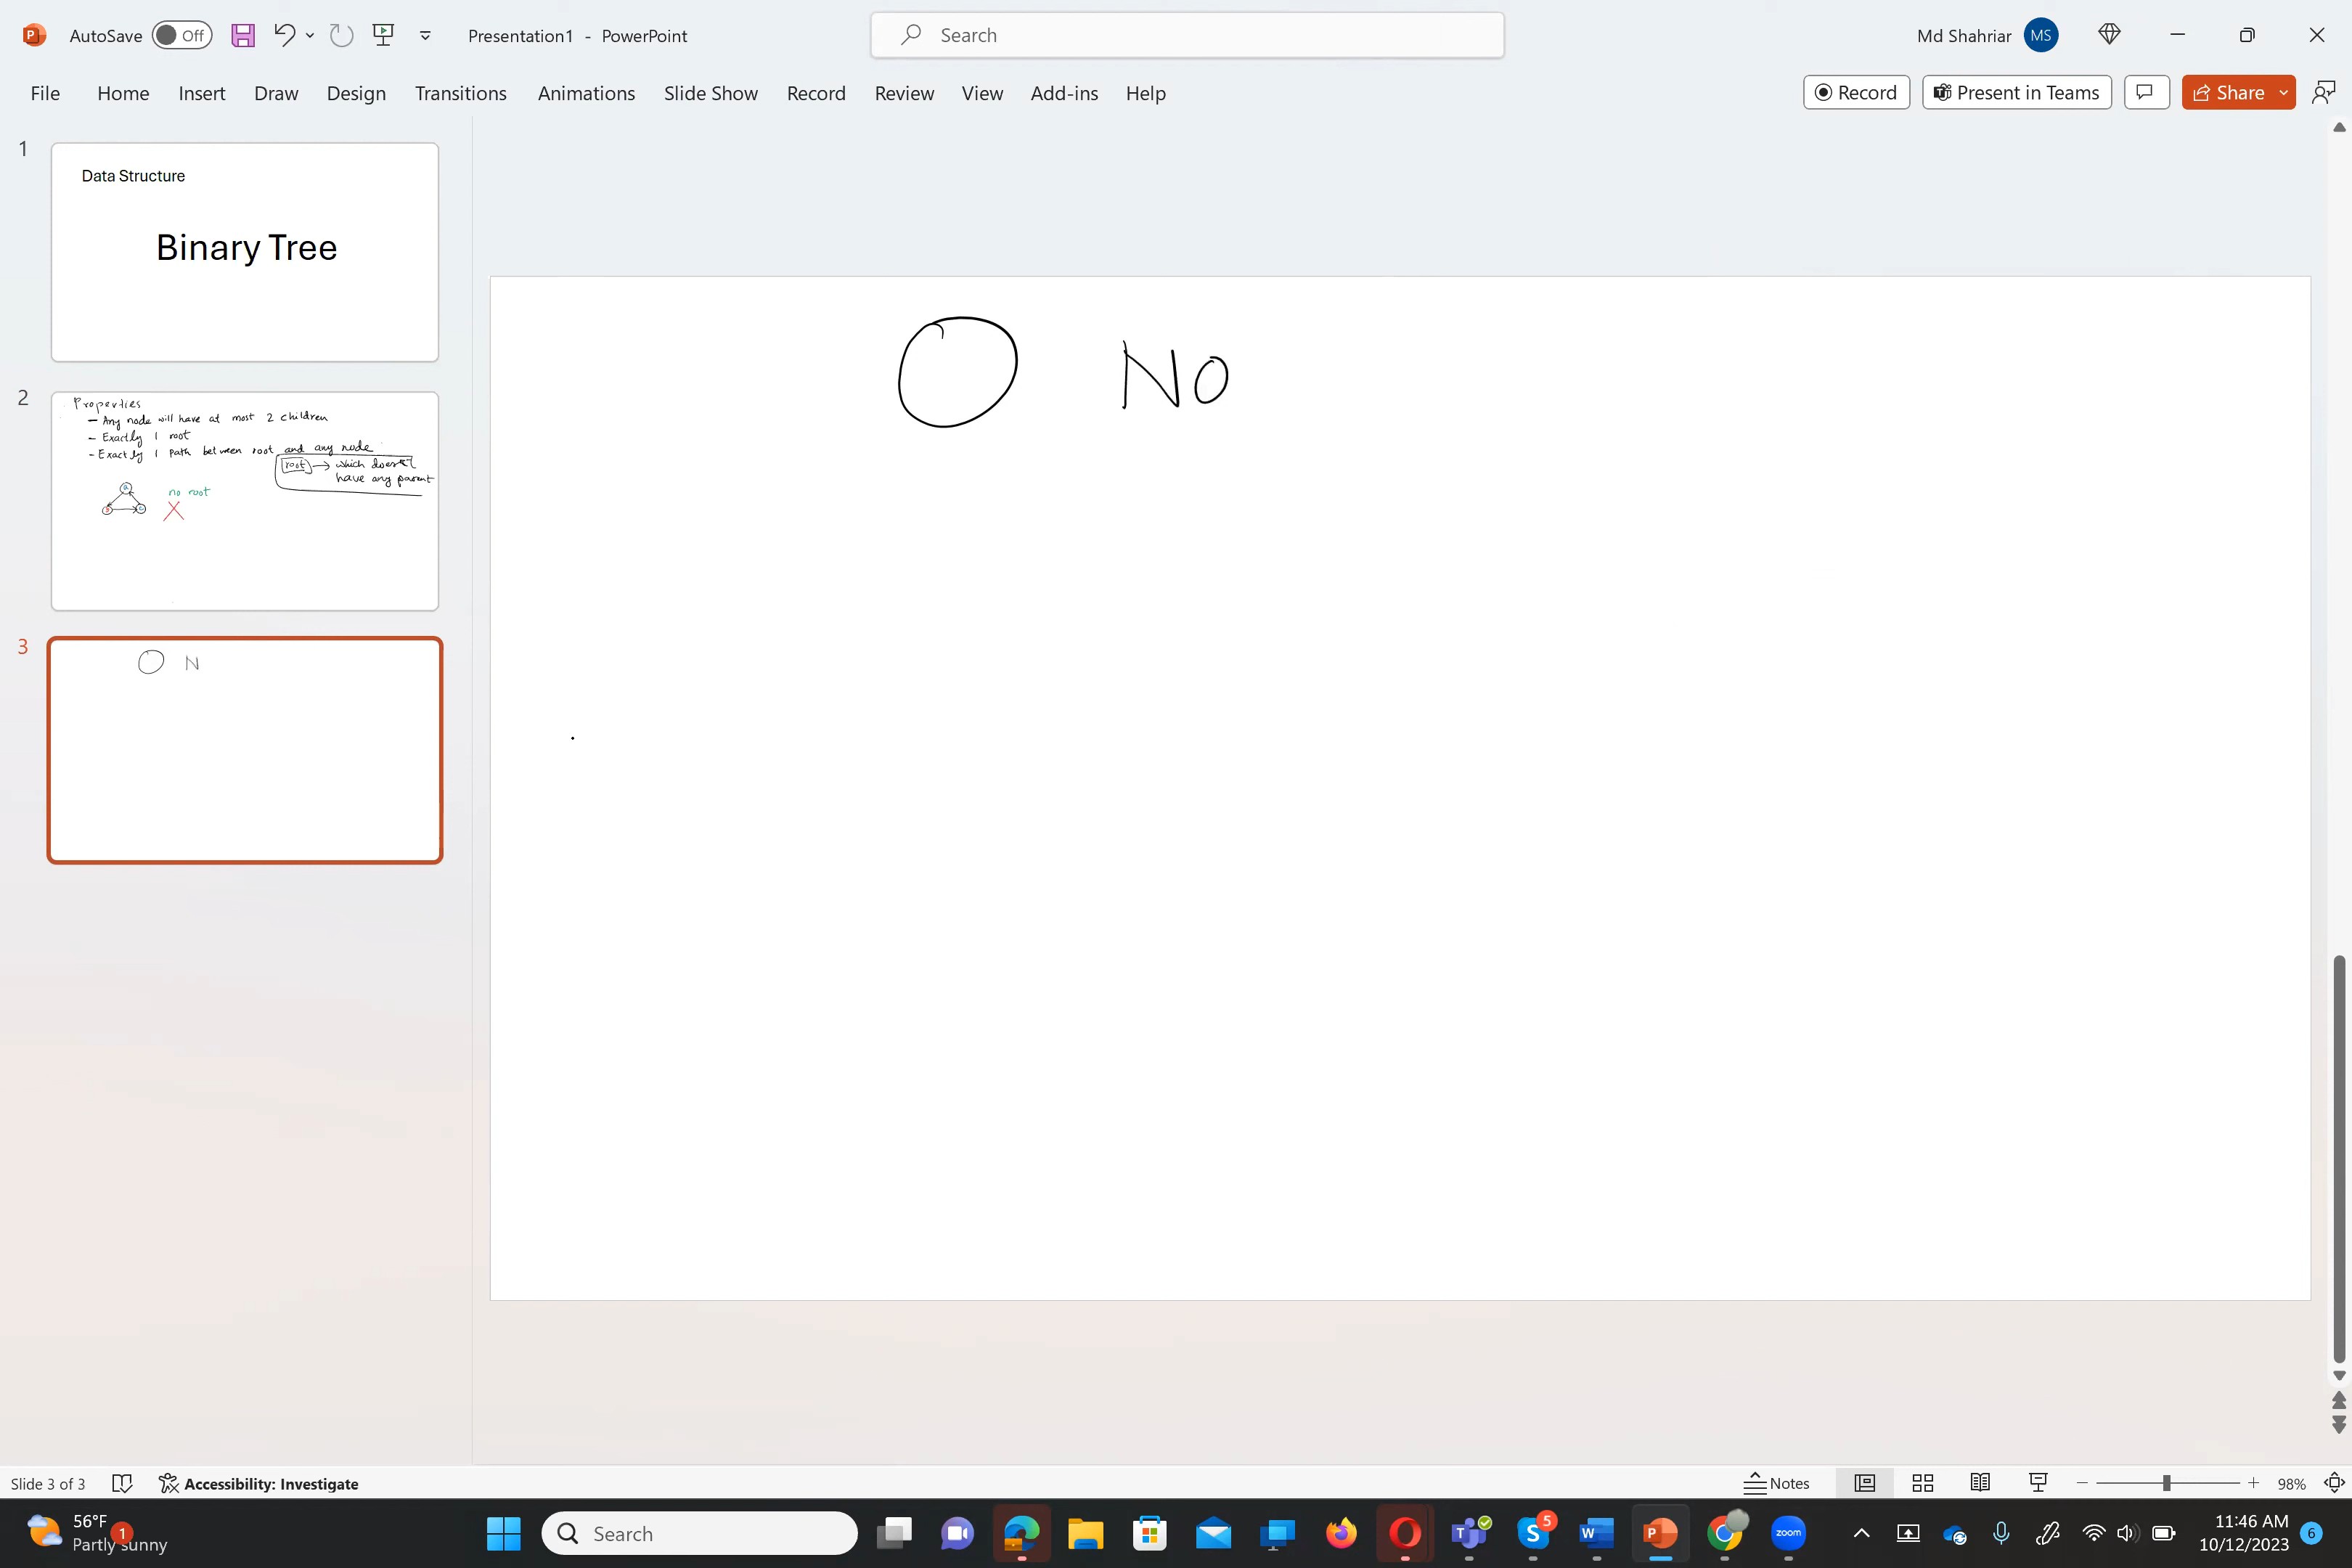 AutoSave Off Presentation1 - PowerPoint Search Md Shahriar MS
File Home Insert Draw Design Transitions Animations Slide Show Record Review View Add-ins Help Record Present in Teams Share
1
Data Structure
Binary Tree
2
Properties
- Any node will have at most 2 children
- Exactly 1 root
- Exactly 1 path between root and any node
root → which doesn't
have any parent
a
no root
3
N
No
Slide 3 of 3 Accessibility: Investigate Notes 98%
56°F
Partly sunny
1
Search
5
zoom
11:46 AM
10/12/2023
6